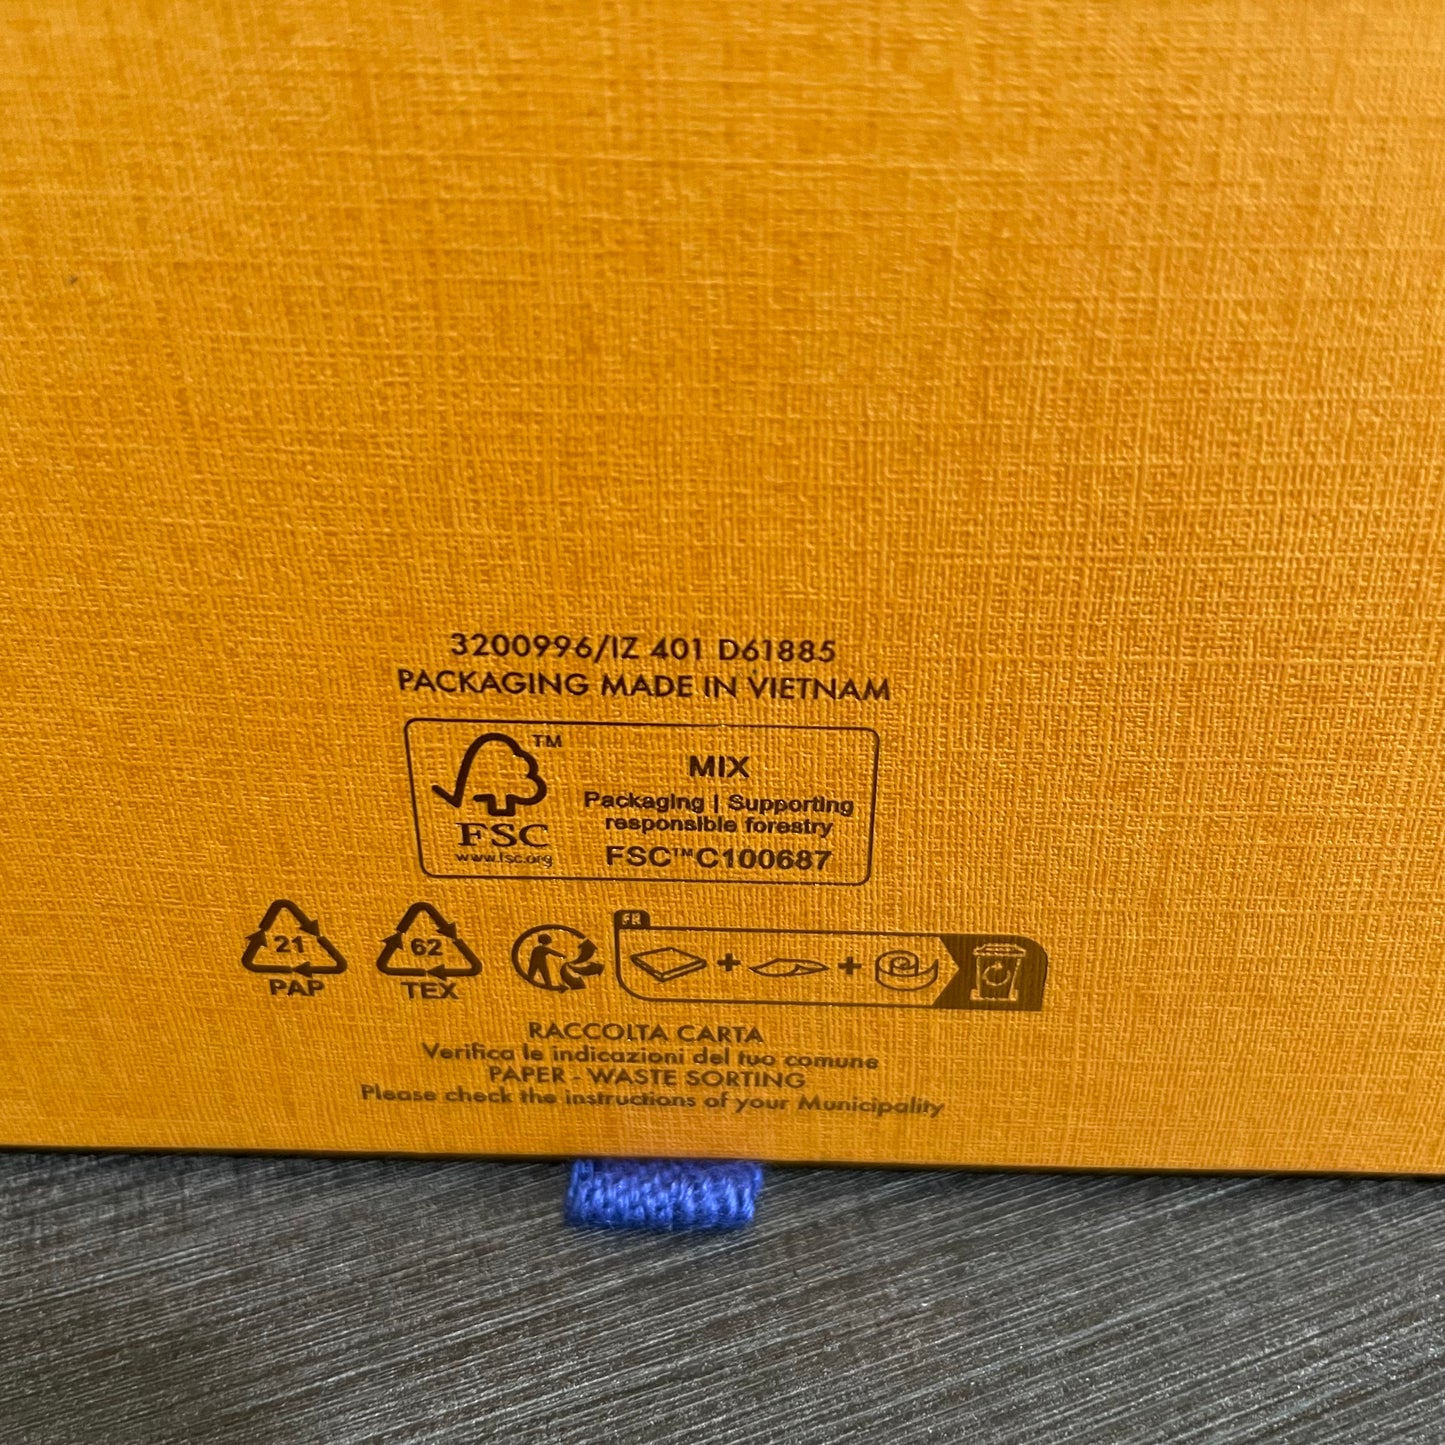 3200996/IZ 401 D61885
PACKAGING MADE IN VIETNAM
TM
FSC
www.fsc.org
MIX
Packaging | Supporting
responsible forestry
FSC™ C100687
21
PAP
62
TEX
FR
+ +
RACCOLTA CARTA
Verifica le indicazioni del tuo comune
PAPER - WASTE SORTING
Please check the instructions of your Municipality